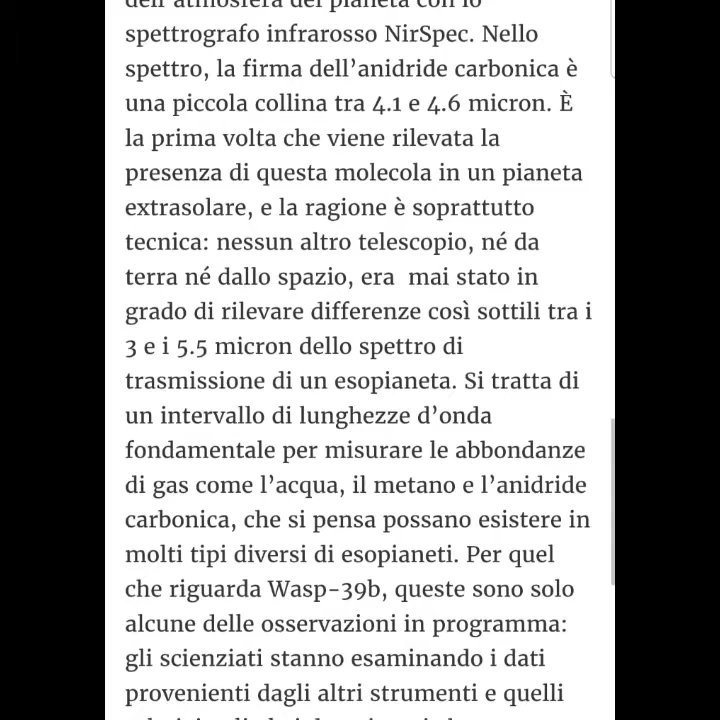 dell'atmosfera del pianeta con lo
spettrografo infrarosso NirSpec. Nello
spettro, la firma dell’anidride carbonica è
una piccola collina tra 4.1 e 4.6 micron. È
la prima volta che viene rilevata la
presenza di questa molecola in un pianeta
extrasolare, e la ragione è soprattutto
tecnica: nessun altro telescopio, né da
terra né dallo spazio, era  mai stato in
grado di rilevare differenze così sottili tra i
3 e i 5.5 micron dello spettro di
trasmissione di un esopianeta. Si tratta di
un intervallo di lunghezze d’onda
fondamentale per misurare le abbondanze
di gas come l’acqua, il metano e l’anidride
carbonica, che si pensa possano esistere in
molti tipi diversi di esopianeti. Per quel
che riguarda Wasp-39b, queste sono solo
alcune delle osservazioni in programma:
gli scienziati stanno esaminando i dati
provenienti dagli altri strumenti e quelli